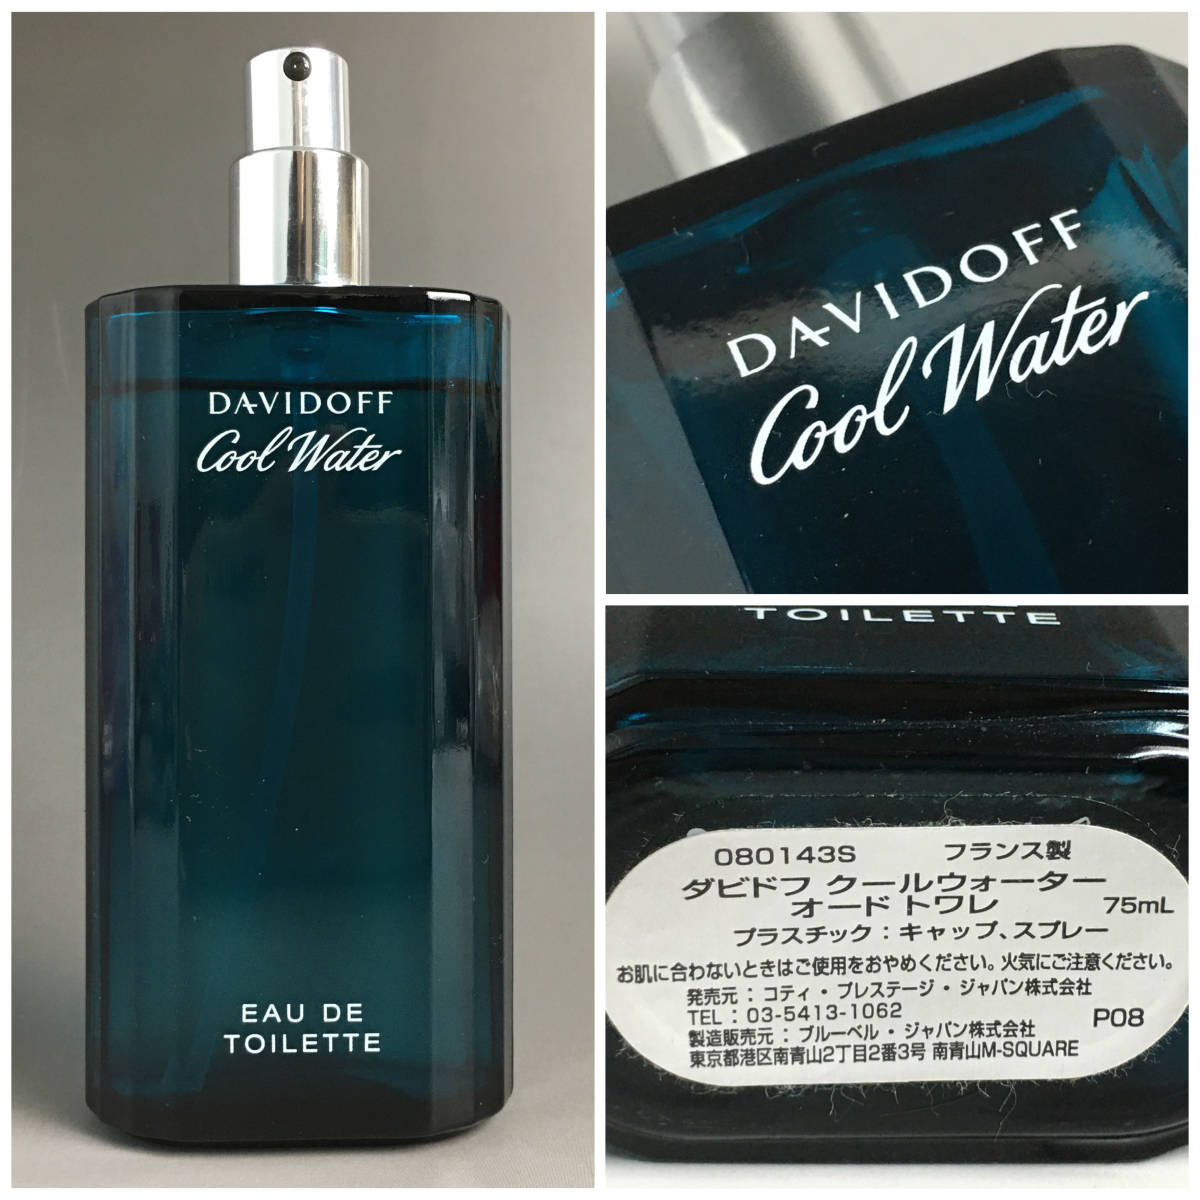 DAVIDOFF
Cool Water
EAU DE
TOILETTE
DAVIDOFF
Cool Water
TOILETTE
080143S フランス製
ダビドフ クールウォーター
オード トワレ 75mL
プラスチック：キャップ、スプレー
お肌に合わないときはご使用をおやめください。火気にご注意ください。
発売元：コティ・プレステージ・ジャパン株式会社
TEL：03-5413-1062
製造販売元：ブルーベル・ジャパン株式会社 P08
東京都港区南青山2丁目2番3号 南青山M-SQUARE